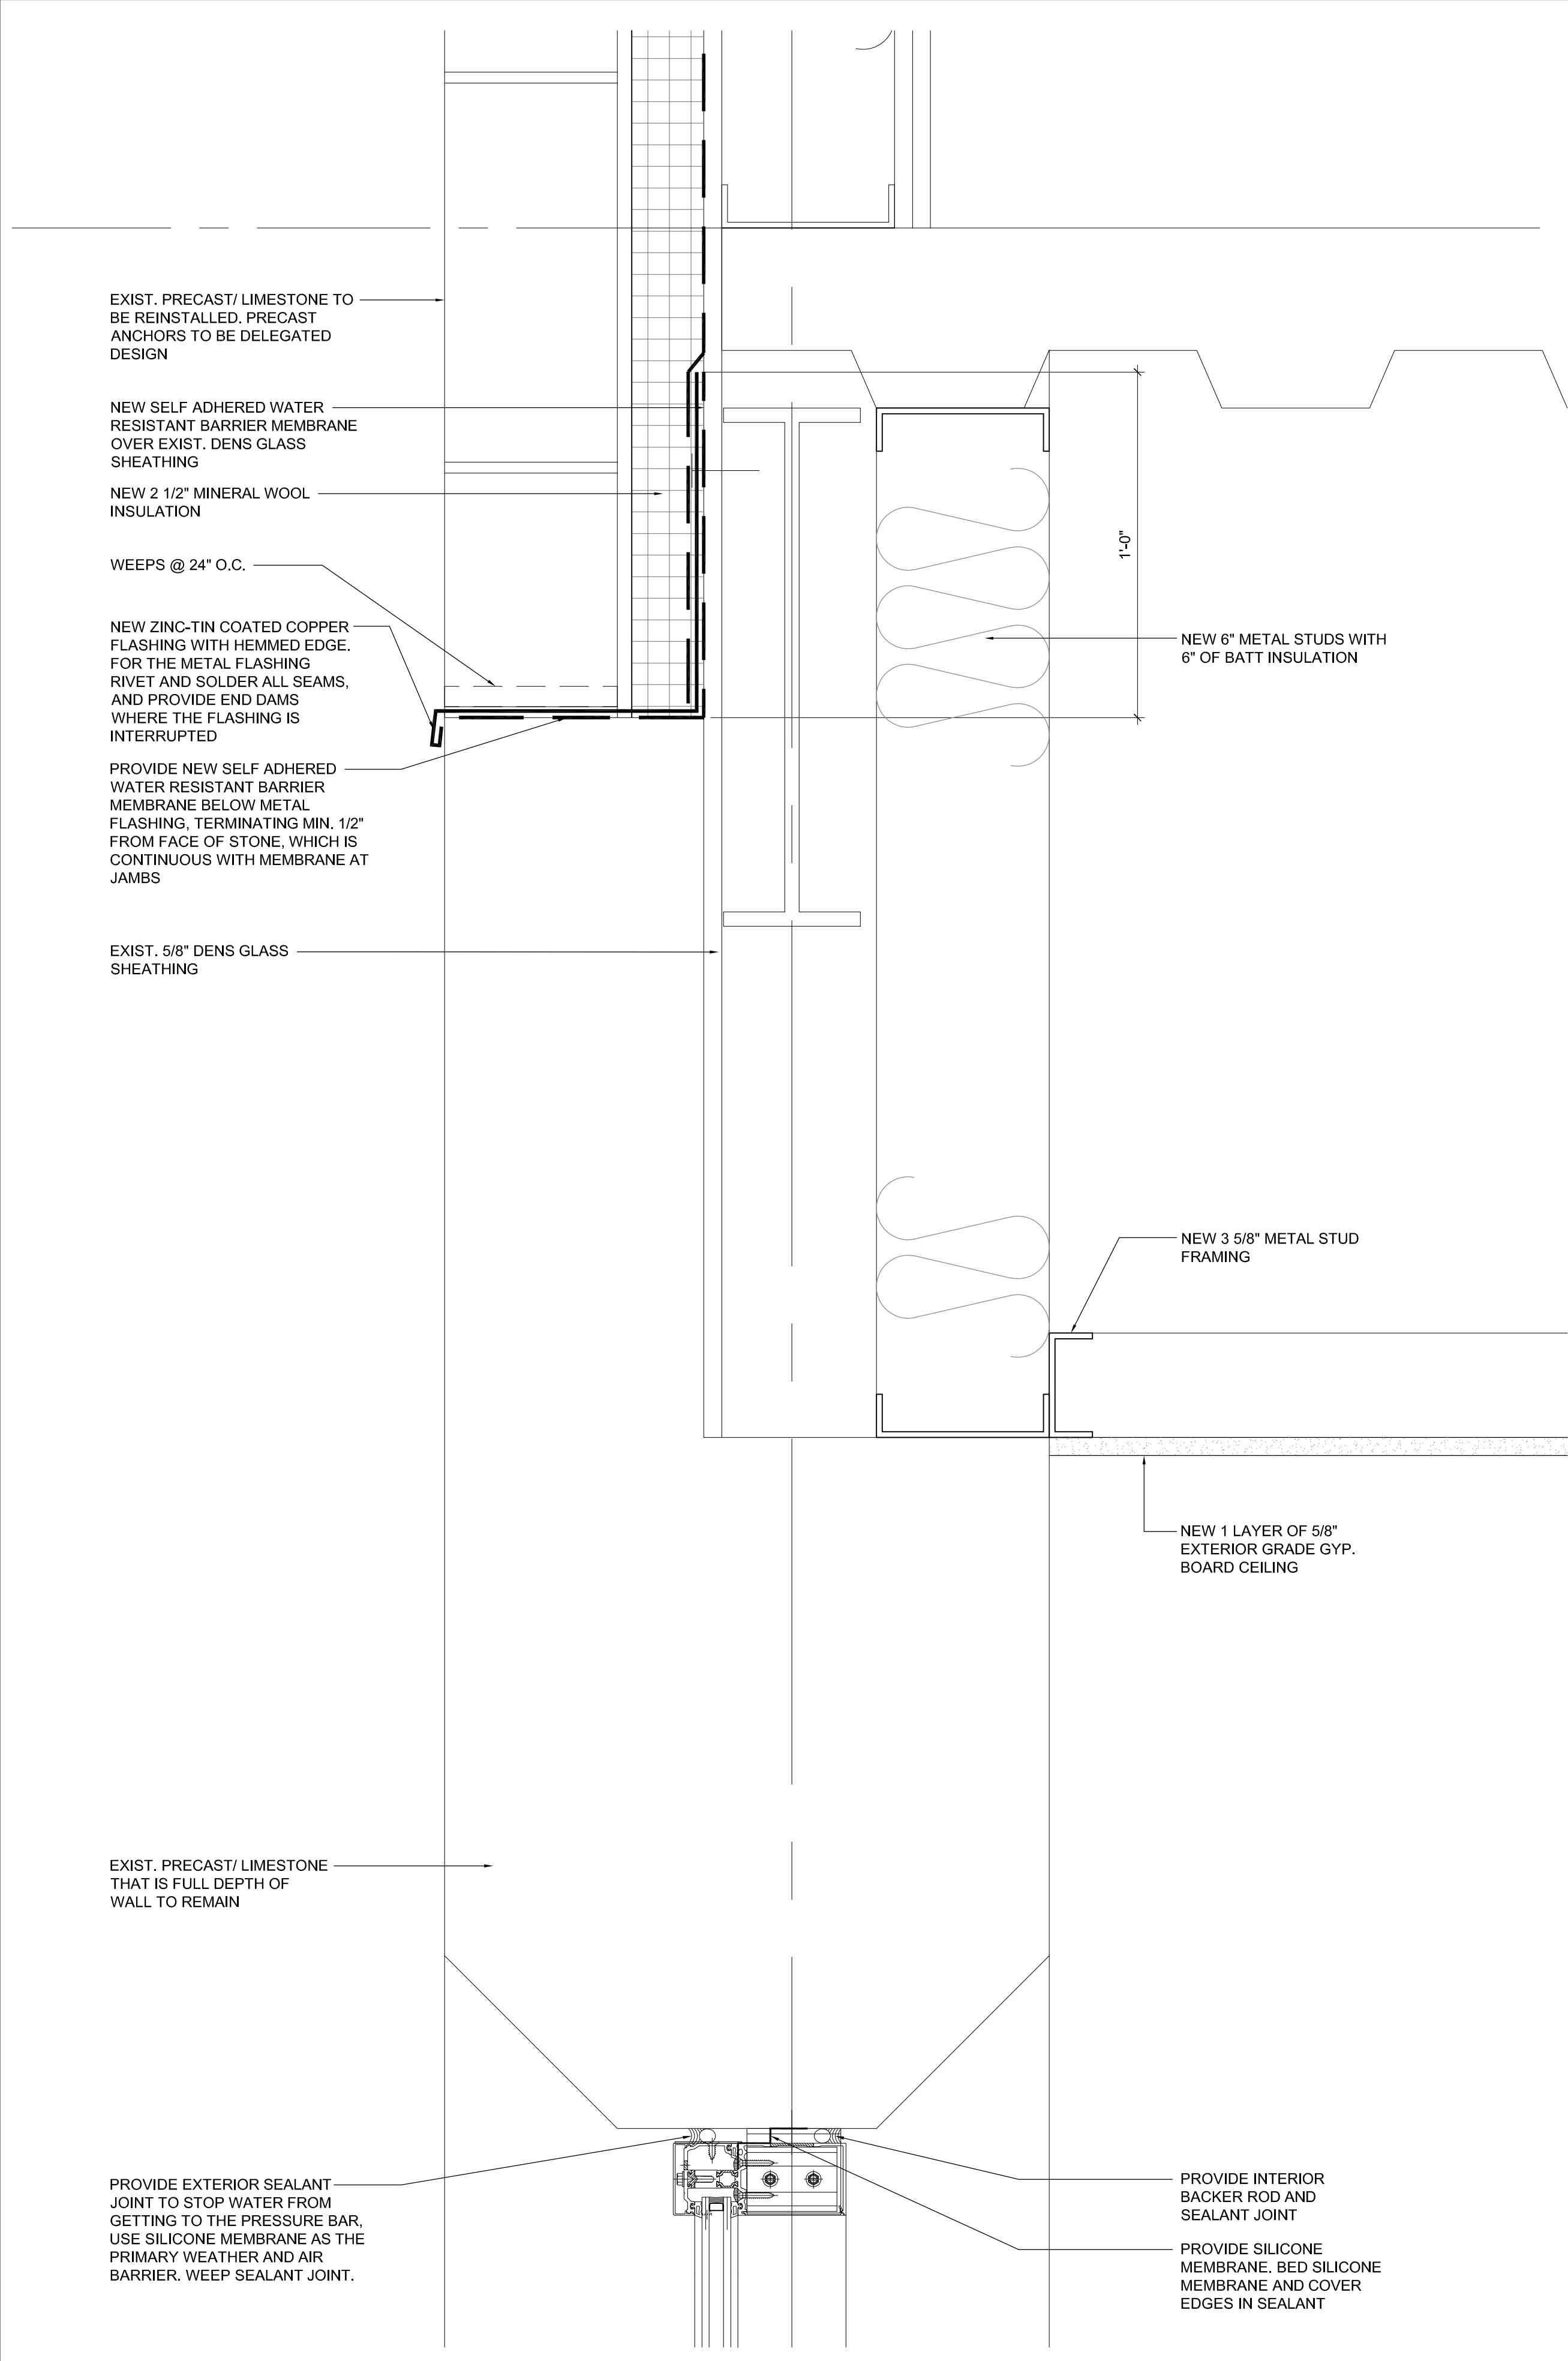 EXIST. PRECAST/ LIMESTONE TO
BE REINSTALLED. PRECAST
ANCHORS TO BE DELEGATED
DESIGN
NEW SELF ADHERED WATER
RESISTANT BARRIER MEMBRANE
OVER EXIST. DENS GLASS
SHEATHING
NEW 2 1/2" MINERAL WOOL
INSULATION
WEEPS @ 24" O.C.
NEW ZINC-TIN COATED COPPER
FLASHING WITH HEMMED EDGE.
FOR THE METAL FLASHING
RIVET AND SOLDER ALL SEAMS,
AND PROVIDE END DAMS
WHERE THE FLASHING IS
INTERRUPTED
PROVIDE NEW SELF ADHERED
WATER RESISTANT BARRIER
MEMBRANE BELOW METAL
FLASHING, TERMINATING MIN. 1/2"
FROM FACE OF STONE, WHICH IS
CONTINUOUS WITH MEMBRANE AT
JAMBS
EXIST. 5/8" DENS GLASS
SHEATHING
1'-0"
NEW 6" METAL STUDS WITH
6" OF BATT INSULATION
NEW 3 5/8" METAL STUD
FRAMING
NEW 1 LAYER OF 5/8"
EXTERIOR GRADE GYP.
BOARD CEILING
EXIST. PRECAST/ LIMESTONE
THAT IS FULL DEPTH OF
WALL TO REMAIN
PROVIDE EXTERIOR SEALANT
JOINT TO STOP WATER FROM
GETTING TO THE PRESSURE BAR,
USE SILICONE MEMBRANE AS THE
PRIMARY WEATHER AND AIR
BARRIER. WEEP SEALANT JOINT.
PROVIDE INTERIOR
BACKER ROD AND
SEALANT JOINT
PROVIDE SILICONE
MEMBRANE. BED SILICONE
MEMBRANE AND COVER
EDGES IN SEALANT